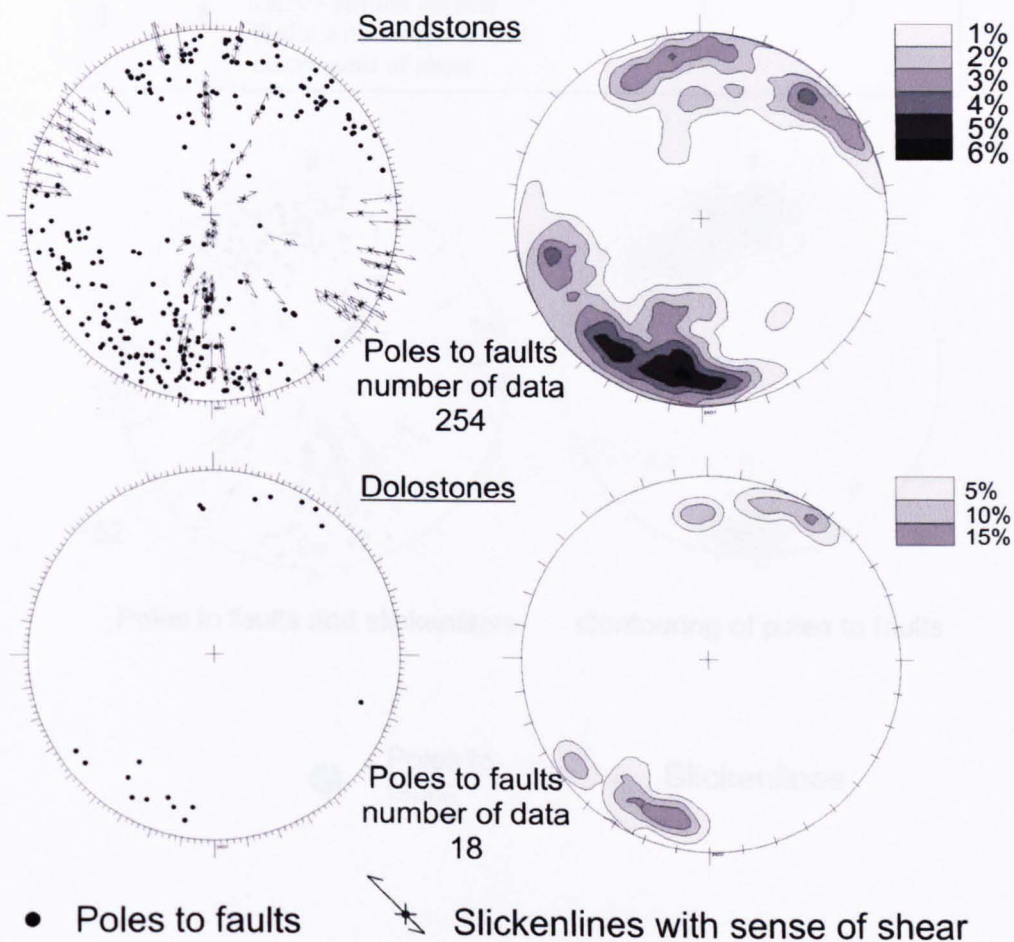 Sandstones
1%
2%
3%
4%
5%
6%
Poles to faults
number of data
254
Dolostones
5%
10%
15%
Poles to faults
number of data
18
Poles to faults
Slickenlines with sense of shear